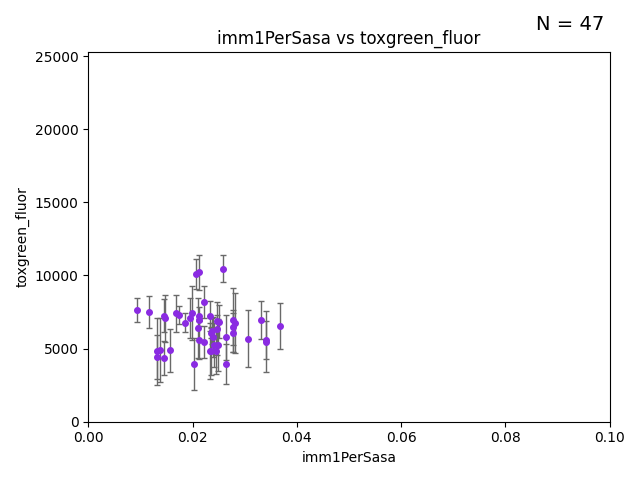 N = 47
imm1PerSasa vs toxgreen_fluor
25000
20000
15000
10000
5000
0
toxgreen_fluor
0.00 0.02 0.04 0.06 0.08 0.10
imm1PerSasa